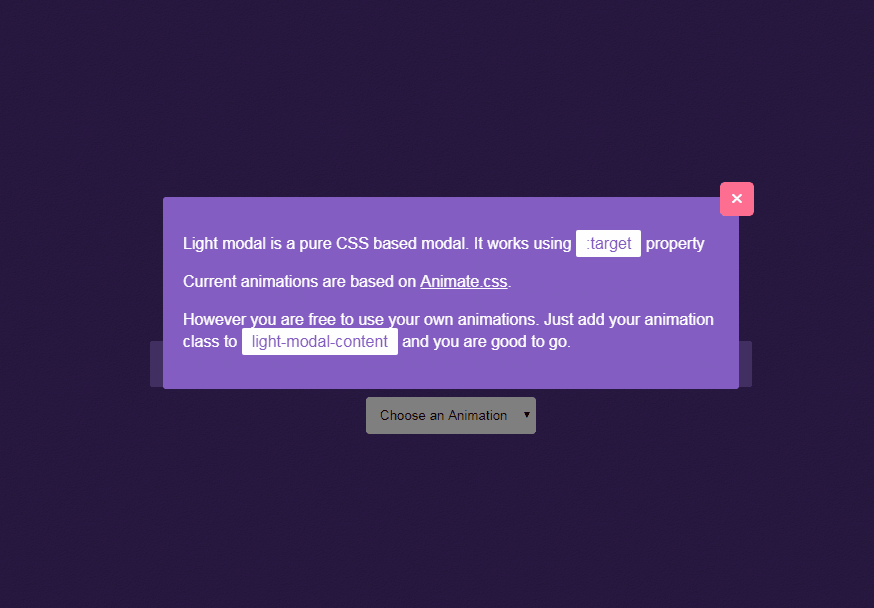 Light modal is a pure CSS based modal. It works using :target property
Current animations are based on Animate.css.
However you are free to use your own animations. Just add your animation
class to light-modal-content and you are good to go.
Choose an Animation